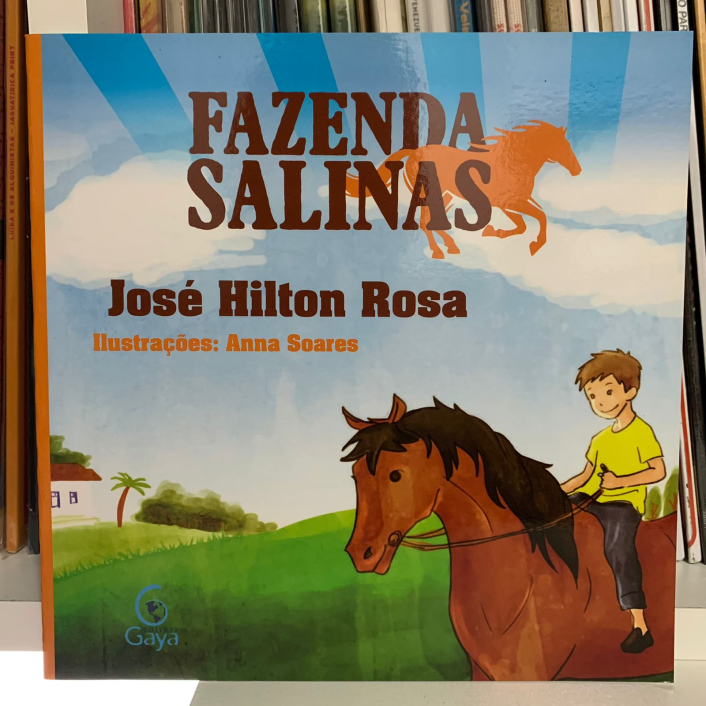 FAZENDA
SALINAS
José Hilton Rosa
Ilustrações: Anna Soares
Gaya